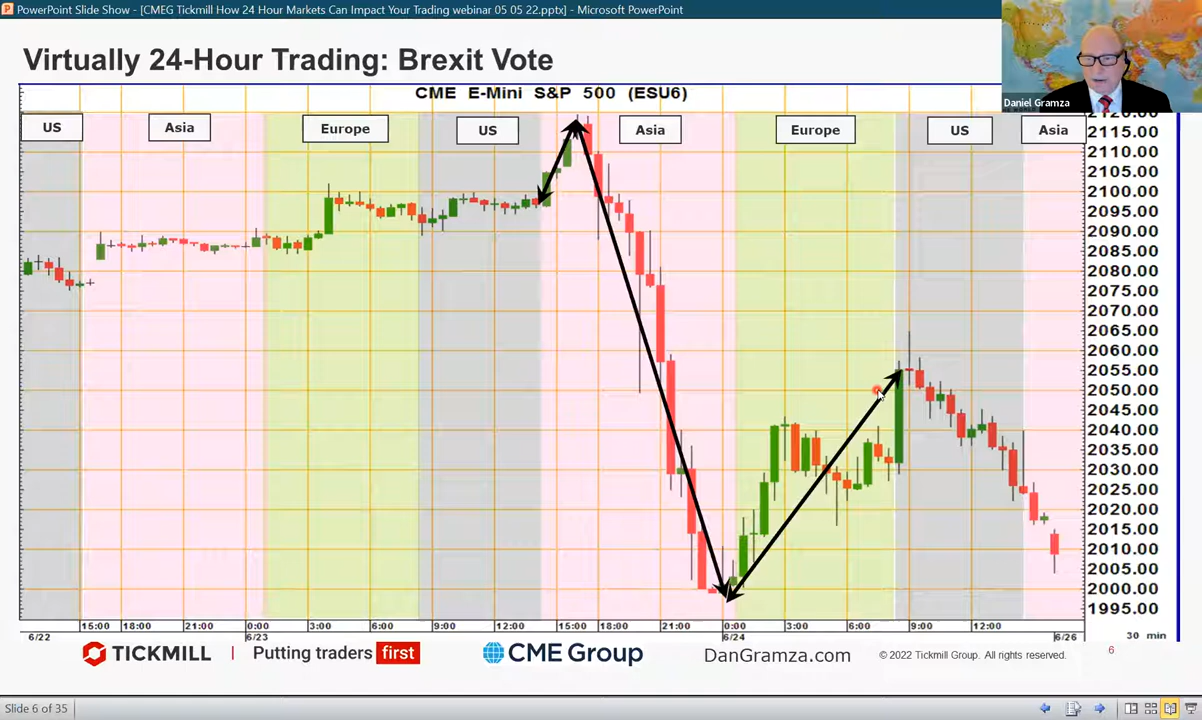 PowerPoint Slide Show - [CMEG Tickmill How 24 Hour Markets Can Impact Your Trading webinar 05 05 22.pptx] - Microsoft PowerPoint
Virtually 24-Hour Trading: Brexit Vote
Daniel Gramza
CME E-Mini S&P 500 (ESU6)
US Asia Europe US Asia Europe US Asia
2120.00
2115.00
2110.00
2105.00
2100.00
2095.00
2090.00
2085.00
2080.00
2075.00
2070.00
2065.00
2060.00
2055.00
2050.00
2045.00
2040.00
2035.00
2030.00
2025.00
2020.00
2015.00
2010.00
2005.00
2000.00
1995.00
15:00 18:00 21:00 0:00 3:00 6:00 9:00 12:00 15:00 18:00 21:00 0:00 3:00 6:00 9:00 12:00
6/22 6/23 6/24 6/26 30 min
TICKMILL | Putting traders first CME Group DanGramza.com © 2022 Tickmill Group. All rights reserved. 6
Slide 6 of 35